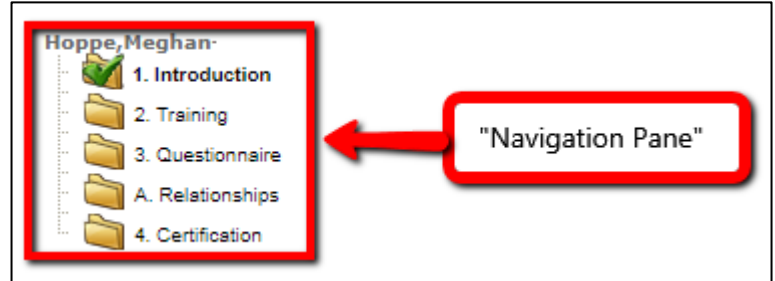 Hoppe,Meghan-
1. Introduction
2. Training
3. Questionnaire
A. Relationships
4. Certification
"Navigation Pane"